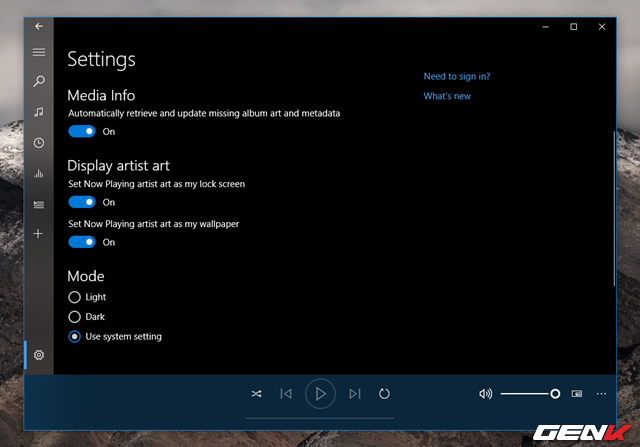 Settings
Need to sign in?
What's new
Media Info
Automatically retrieve and update missing album art and metadata
On
Display artist art
Set Now Playing artist art as my lock screen
On
Set Now Playing artist art as my wallpaper
On
Mode
Light
Dark
Use system setting
GENK